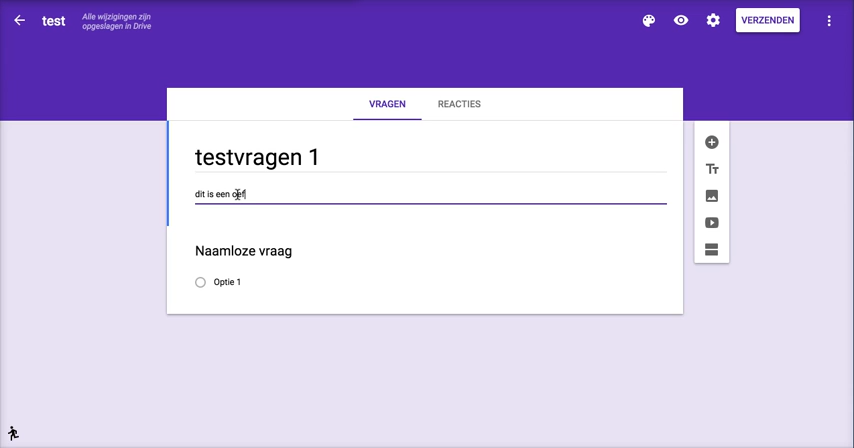 test
Alle wijzigingen zijn
opgeslagen in Drive
VERZENDEN
VRAGEN
REACTIES
testvragen 1
dit is een oef
Naamloze vraag
Optie 1